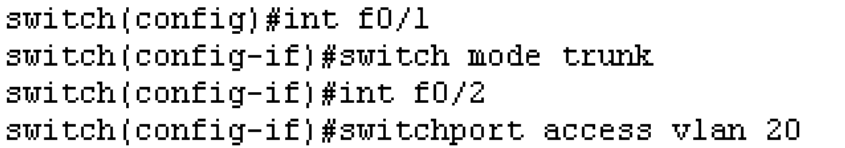 switch(config)#int f0/1
switch(config-if)#switch mode trunk
switch(config-if)#int f0/2
switch(config-if)#switchport access vlan 20